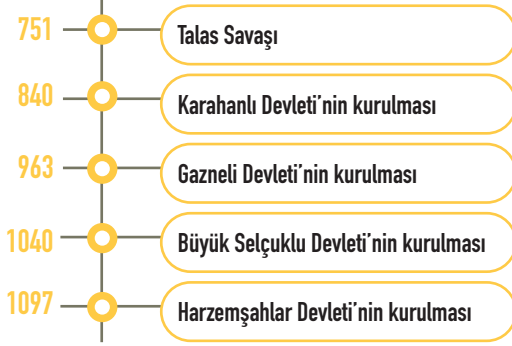 751 Talas Savaşı
840 Karahanlı Devleti'nin kurulması
963 Gazneli Devleti'nin kurulması
1040 Büyük Selçuklu Devleti'nin kurulması
1097 Harzemşahlar Devleti'nin kurulması